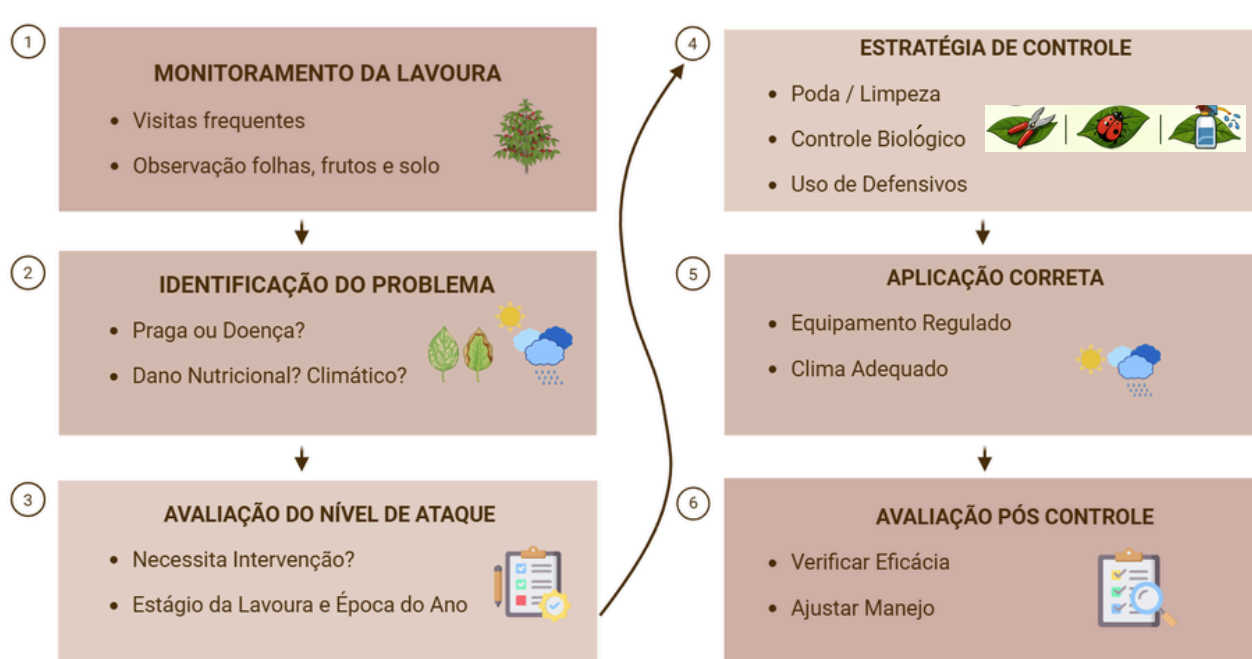 1
MONITORAMENTO DA LAVOURA
• Visitas frequentes
• Observação folhas, frutos e solo
2
IDENTIFICAÇÃO DO PROBLEMA
• Praga ou Doença?
• Dano Nutricional? Climático?
3
AVALIAÇÃO DO NÍVEL DE ATAQUE
• Necessita Intervenção?
• Estágio da Lavoura e Época do Ano
4
ESTRATÉGIA DE CONTROLE
• Poda / Limpeza
• Controle Biológico
• Uso de Defensivos
5
APLICAÇÃO CORRETA
• Equipamento Regulado
• Clima Adequado
6
AVALIAÇÃO PÓS CONTROLE
• Verificar Eficácia
• Ajustar Manejo